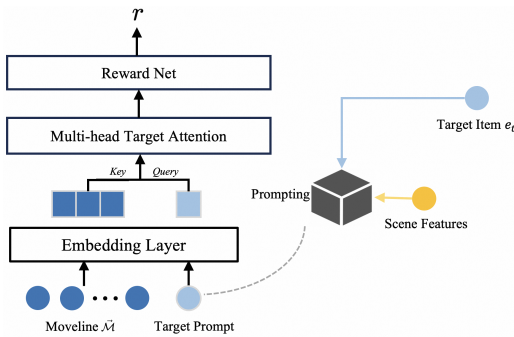 r
Reward Net
Multi-head Target Attention
Key Query
Embedding Layer
Moveline \vec{ℳ} Target Prompt
Prompting
Target Item e_t
Scene Features